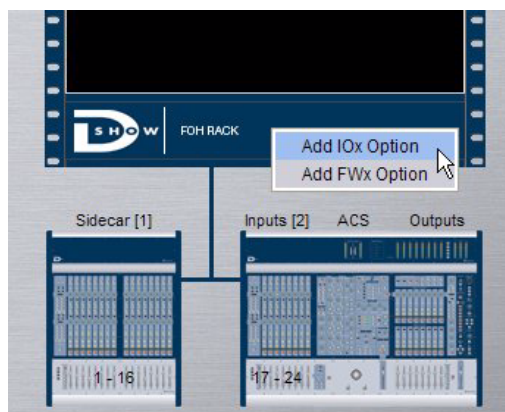 D SHOW FOH RACK
Add IOx Option
Add FWx Option
Sidecar [1] Inputs [2] ACS Outputs
1 - 16 17 - 24